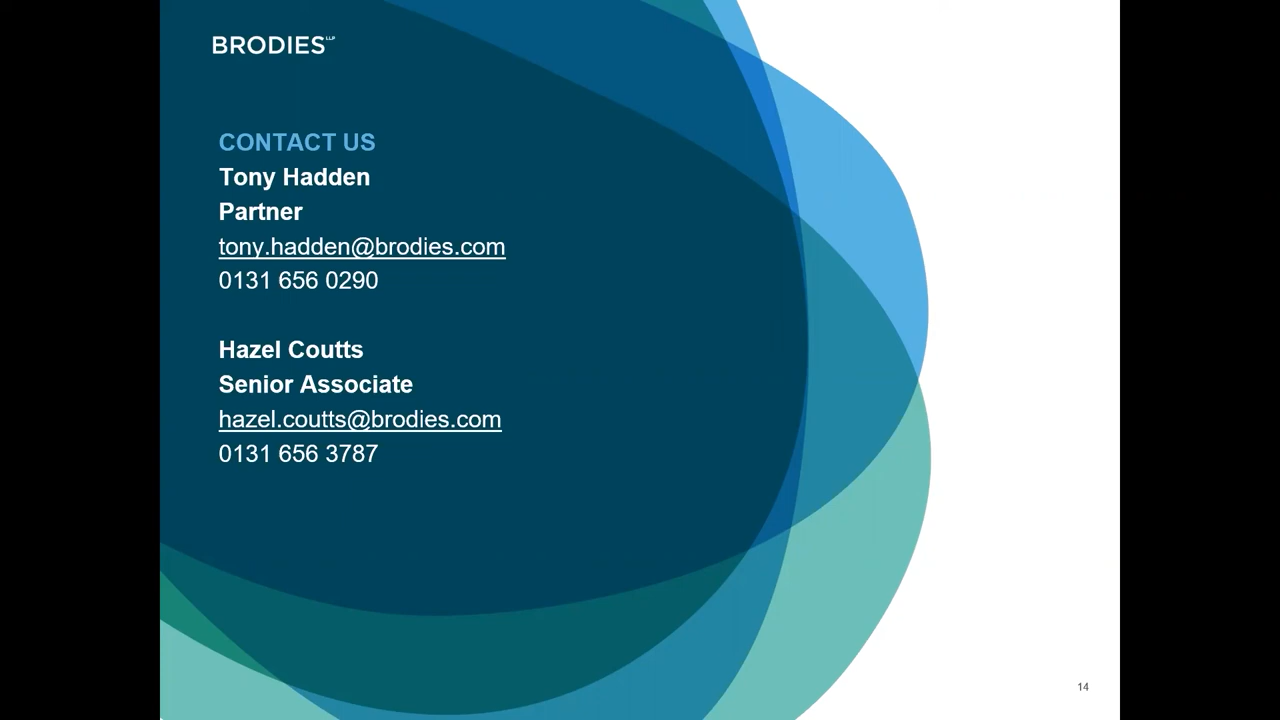 BRODIES LLP
CONTACT US
Tony Hadden
Partner
tony.hadden@brodies.com
0131 656 0290
Hazel Coutts
Senior Associate
hazel.coutts@brodies.com
0131 656 3787
14